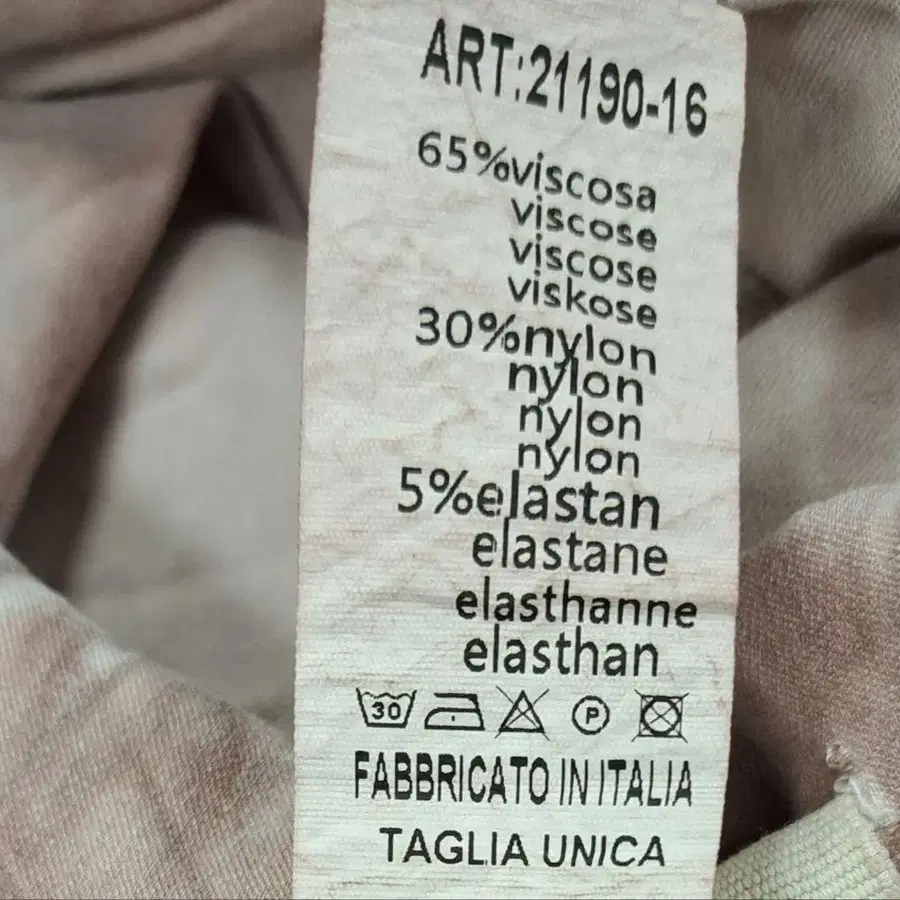 ART:21190-16
65%viscosa
viscose
viscose
viskose
30%nylon
nylon
nylon
nylon
5%elastan
elastane
elasthanne
elasthan
30 P
FABBRICATO IN ITALIA
TAGLIA UNICA